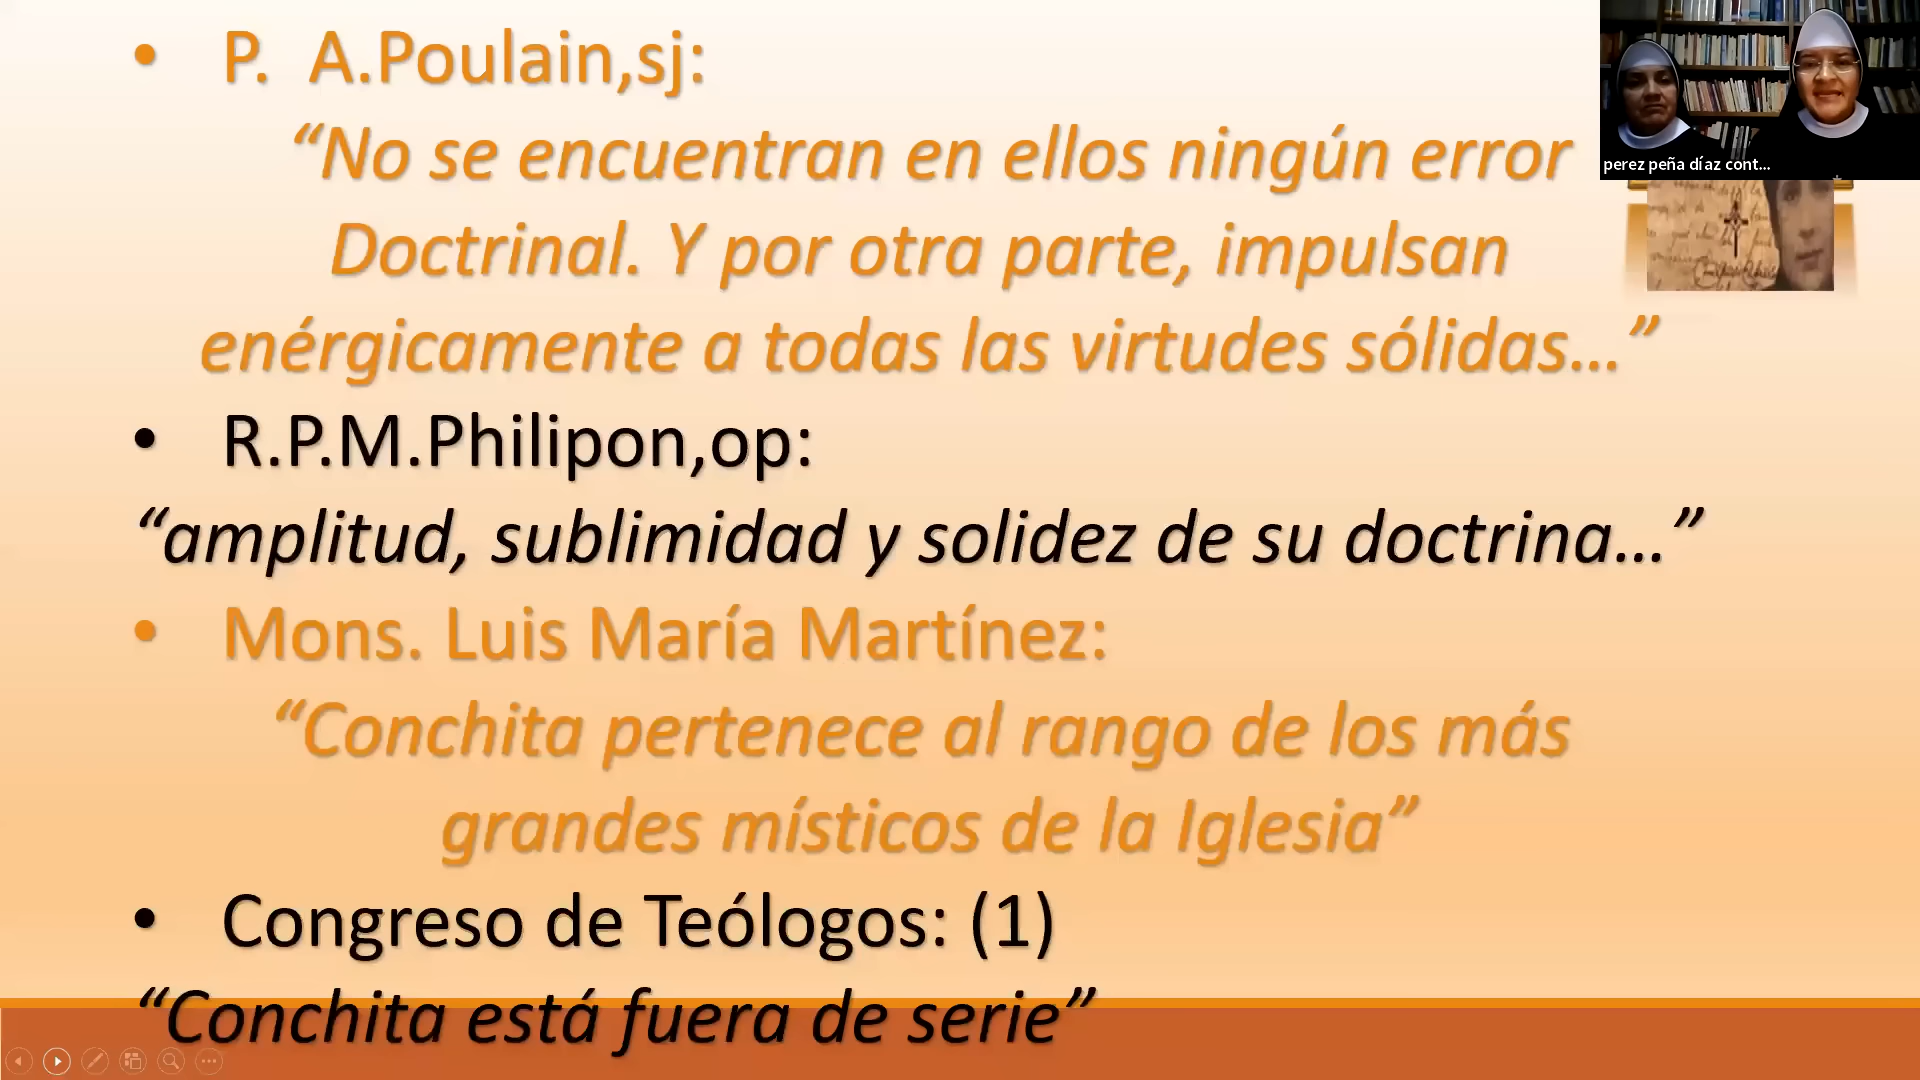 • P. A.Poulain,sj:
“No se encuentran en ellos ningún error
Doctrinal. Y por otra parte, impulsan
enérgicamente a todas las virtudes sólidas...”
• R.P.M.Philipon,op:
“amplitud, sublimidad y solidez de su doctrina...”
• Mons. Luis María Martínez:
“Conchita pertenece al rango de los más
grandes místicos de la Iglesia”
• Congreso de Teólogos: (1)
“Conchita está fuera de serie”
perez peña díaz cont...